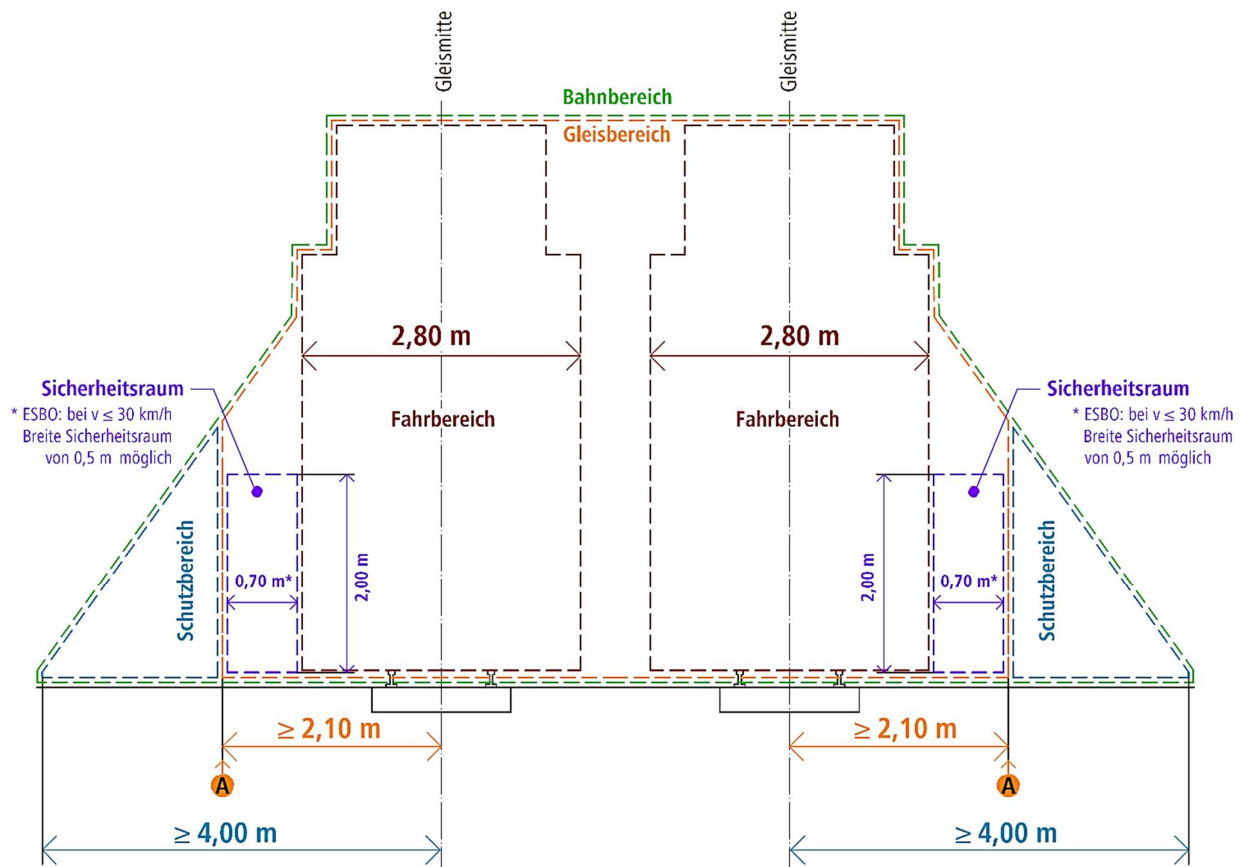 Gleismitte
Gleismitte
Bahnbereich
Gleisbereich
2,80 m
2,80 m
Sicherheitsraum
* ESBO: bei v ≤ 30 km/h
Breite Sicherheitsraum
von 0,5 m möglich
Fahrbereich
Fahrbereich
Sicherheitsraum
* ESBO: bei v ≤ 30 km/h
Breite Sicherheitsraum
von 0,5 m möglich
Schutzbereich
0,70 m*
2,00 m
2,00 m
0,70 m*
Schutzbereich
≥ 2,10 m
≥ 2,10 m
A
A
≥ 4,00 m
≥ 4,00 m